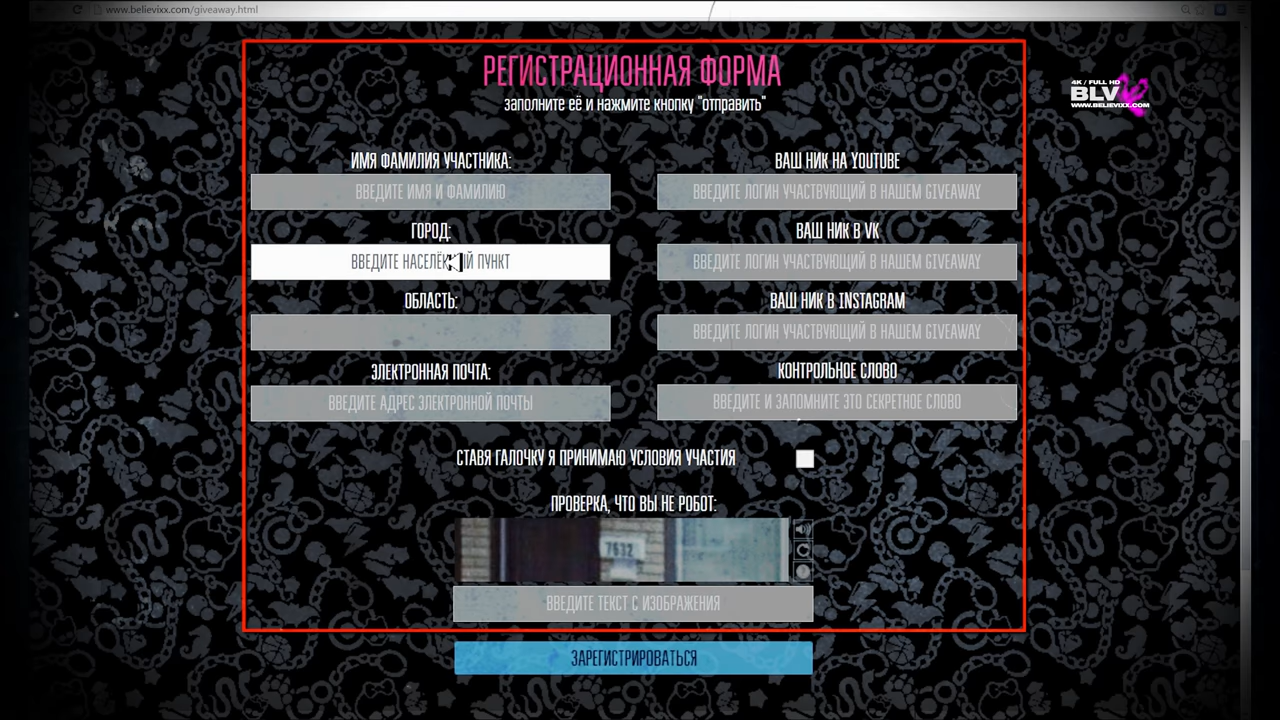 www.believixx.com/giveaway.html
РЕГИСТРАЦИОННАЯ ФОРМА
заполните её и нажмите кнопку "отправить"
4K / FULL HD
BLV
WWW.BELIEVIXX.COM
ИМЯ ФАМИЛИЯ УЧАСТНИКА:
ВВЕДИТЕ ИМЯ И ФАМИЛИЮ
ГОРОД:
ВВЕДИТЕ НАСЕЛЁННЫЙ ПУНКТ
ОБЛАСТЬ:
ЭЛЕКТРОННАЯ ПОЧТА:
ВВЕДИТЕ АДРЕС ЭЛЕКТРОННОЙ ПОЧТЫ
ВАШ НИК НА YOUTUBE
ВВЕДИТЕ ЛОГИН УЧАСТВУЮЩИЙ В НАШЕМ GIVEAWAY
ВАШ НИК В VK
ВВЕДИТЕ ЛОГИН УЧАСТВУЮЩИЙ В НАШЕМ GIVEAWAY
ВАШ НИК В INSTAGRAM
ВВЕДИТЕ ЛОГИН УЧАСТВУЮЩИЙ В НАШЕМ GIVEAWAY
КОНТРОЛЬНОЕ СЛОВО
ВВЕДИТЕ И ЗАПОМНИТЕ ЭТО СЕКРЕТНОЕ СЛОВО
СТАВЯ ГАЛОЧКУ Я ПРИНИМАЮ УСЛОВИЯ УЧАСТИЯ
ПРОВЕРКА, ЧТО ВЫ НЕ РОБОТ:
7632
ВВЕДИТЕ ТЕКСТ С ИЗОБРАЖЕНИЯ
ЗАРЕГИСТРИРОВАТЬСЯ